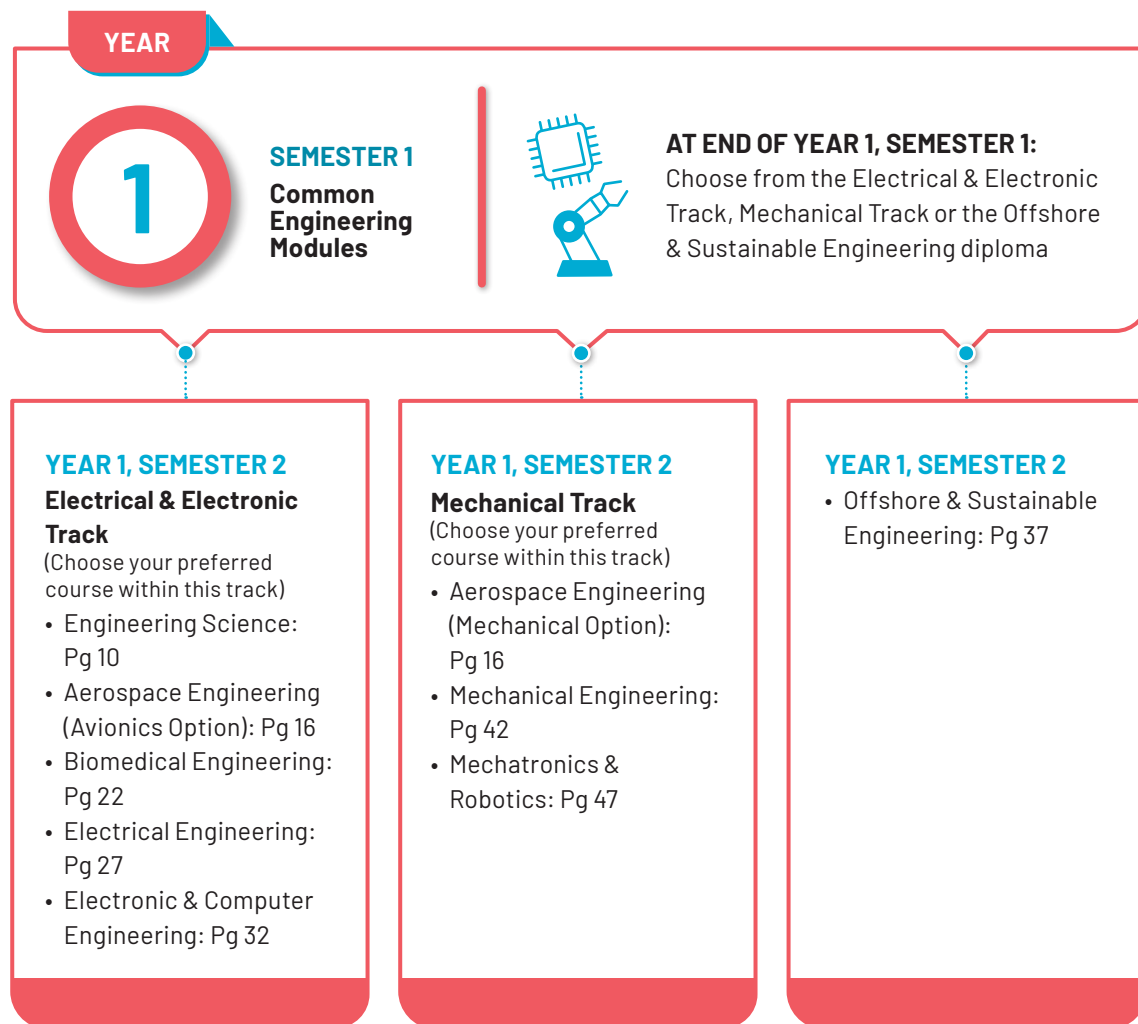 YEAR
1
SEMESTER 1
Common
Engineering
Modules
AT END OF YEAR 1, SEMESTER 1:
Choose from the Electrical & Electronic
Track, Mechanical Track or the Offshore
& Sustainable Engineering diploma
YEAR 1, SEMESTER 2
Electrical & Electronic
Track
(Choose your preferred
course within this track)
• Engineering Science:
Pg 10
• Aerospace Engineering
(Avionics Option): Pg 16
• Biomedical Engineering:
Pg 22
• Electrical Engineering:
Pg 27
• Electronic & Computer
Engineering: Pg 32
YEAR 1, SEMESTER 2
Mechanical Track
(Choose your preferred
course within this track)
• Aerospace Engineering
(Mechanical Option):
Pg 16
• Mechanical Engineering:
Pg 42
• Mechatronics &
Robotics: Pg 47
YEAR 1, SEMESTER 2
• Offshore & Sustainable
Engineering: Pg 37